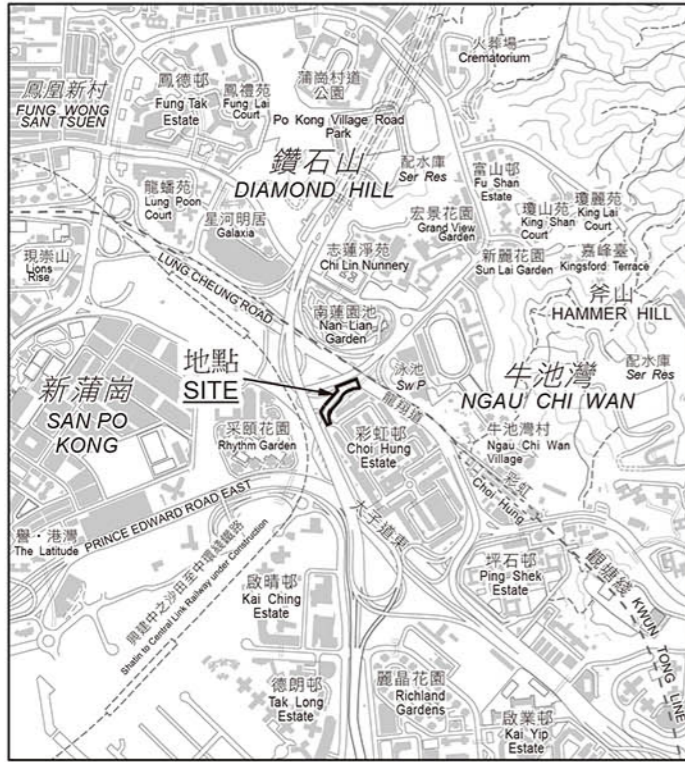 火葬場
Crematorium
鳳凰新村
FUNG WONG
SAN TSUEN
鳳德邨
Fung Tak
Estate
鳳禮苑
Fung Lai
Court
蒲崗村道
公園
Po Kong Village Road
Park
鑽石山
DIAMOND HILL
配水庫
Ser Res
富山邨
Fu Shan
Estate
瓊麗苑
King Lai
Court
瓊山苑
King Shan
Court
龍蟠苑
Lung Poon
Court
星河明居
Galaxia
宏景花園
Grand View
Garden
志蓮淨苑
Chi Lin Nunnery
新麗花園
Sun Lai Garden
嘉峰臺
Kingsford Terrace
現崇山
Lions
Rise
LUNG CHEUNG ROAD
南蓮園池
Nan Lian
Garden
斧山
HAMMER HILL
配水庫
Ser Res
地點
SITE
泳池
Sw P
龍翔道
牛池灣
NGAU CHI WAN
新蒲崗
SAN PO
KONG
采頤花園
Rhythm Garden
彩虹邨
Choi Hung
Estate
牛池灣村
Ngau Chi Wan
Village
彩虹
Choi Hung
PRINCE EDWARD ROAD EAST
太子道東
譽‧港灣
The Latitude
興建中之沙田至中環綫鐵路
Shatin to Central Link Railway under Construction
啟晴邨
Kai Ching
Estate
坪石邨
Ping Shek
Estate
觀塘綫
KWUN TONG LINE
德朗邨
Tak Long
Estate
麗晶花園
Richland
Gardens
啟業邨
Kai Yip
Estate